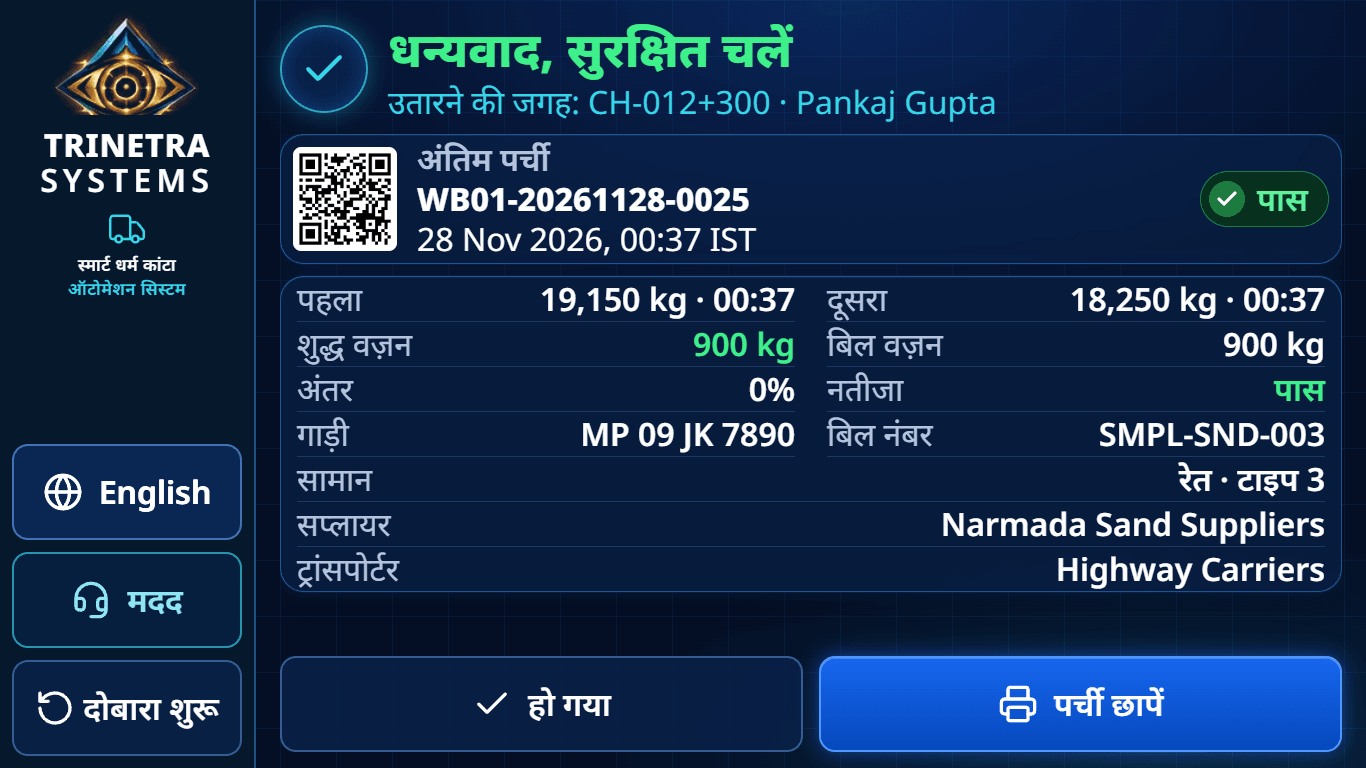 TRINETRA
SYSTEMS
स्मार्ट धर्म कांटा
ऑटोमेशन सिस्टम
English
मदद
दोबारा शुरू
धन्यवाद, सुरक्षित चलें
उतारने की जगह: CH-012+300 · Pankaj Gupta
अंतिम पर्ची
WB01-20261128-0025
28 Nov 2026, 00:37 IST
पास
पहला 19,150 kg · 00:37 दूसरा 18,250 kg · 00:37
शुद्ध वज़न 900 kg बिल वज़न 900 kg
अंतर 0% नतीजा पास
गाड़ी MP 09 JK 7890 बिल नंबर SMPL-SND-003
सामान रेत · टाइप 3
सप्लायर Narmada Sand Suppliers
ट्रांसपोर्टर Highway Carriers
हो गया
पर्ची छापें